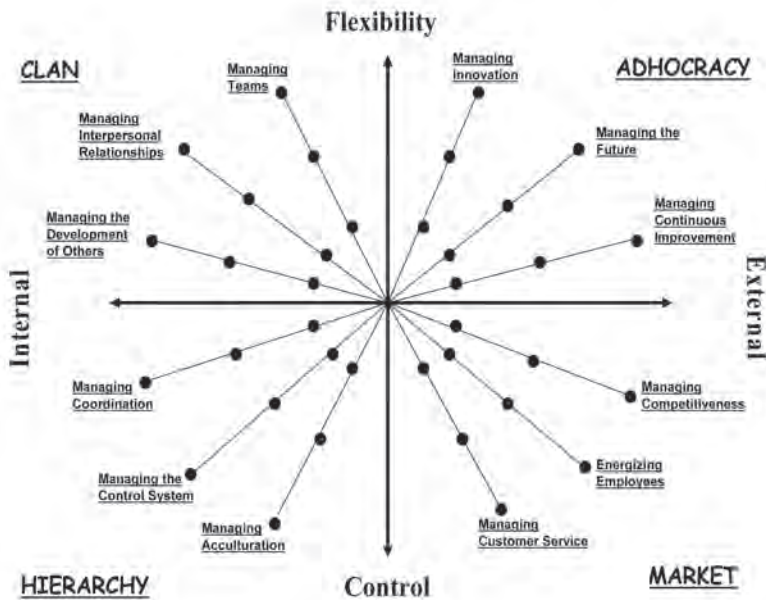 Flexibility
CLAN
Managing
Teams
Managing
Innovation
ADHOCRACY
Managing
Interpersonal
Relationships
Managing the
Future
Managing the
Development
of Others
Managing
Continuous
Improvement
Internal
External
Managing
Coordination
Managing
Competitiveness
Managing the
Control System
Energizing
Employees
Managing
Acculturation
Managing
Customer Service
HIERARCHY
Control
MARKET